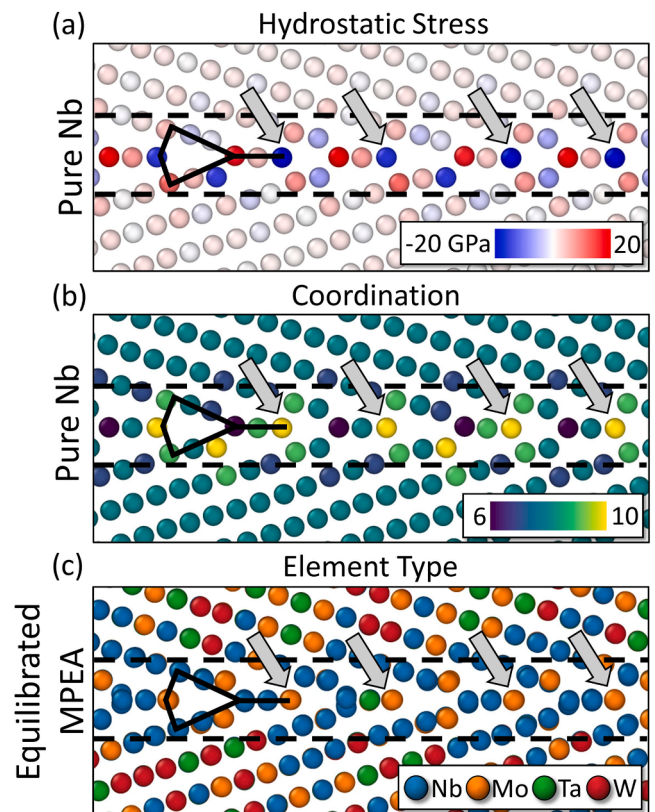 (a) Hydrostatic Stress
Pure Nb
-20 GPa 20
(b) Coordination
Pure Nb
6 10
(c) Element Type
Equilibrated
MPEA
Nb Mo Ta W